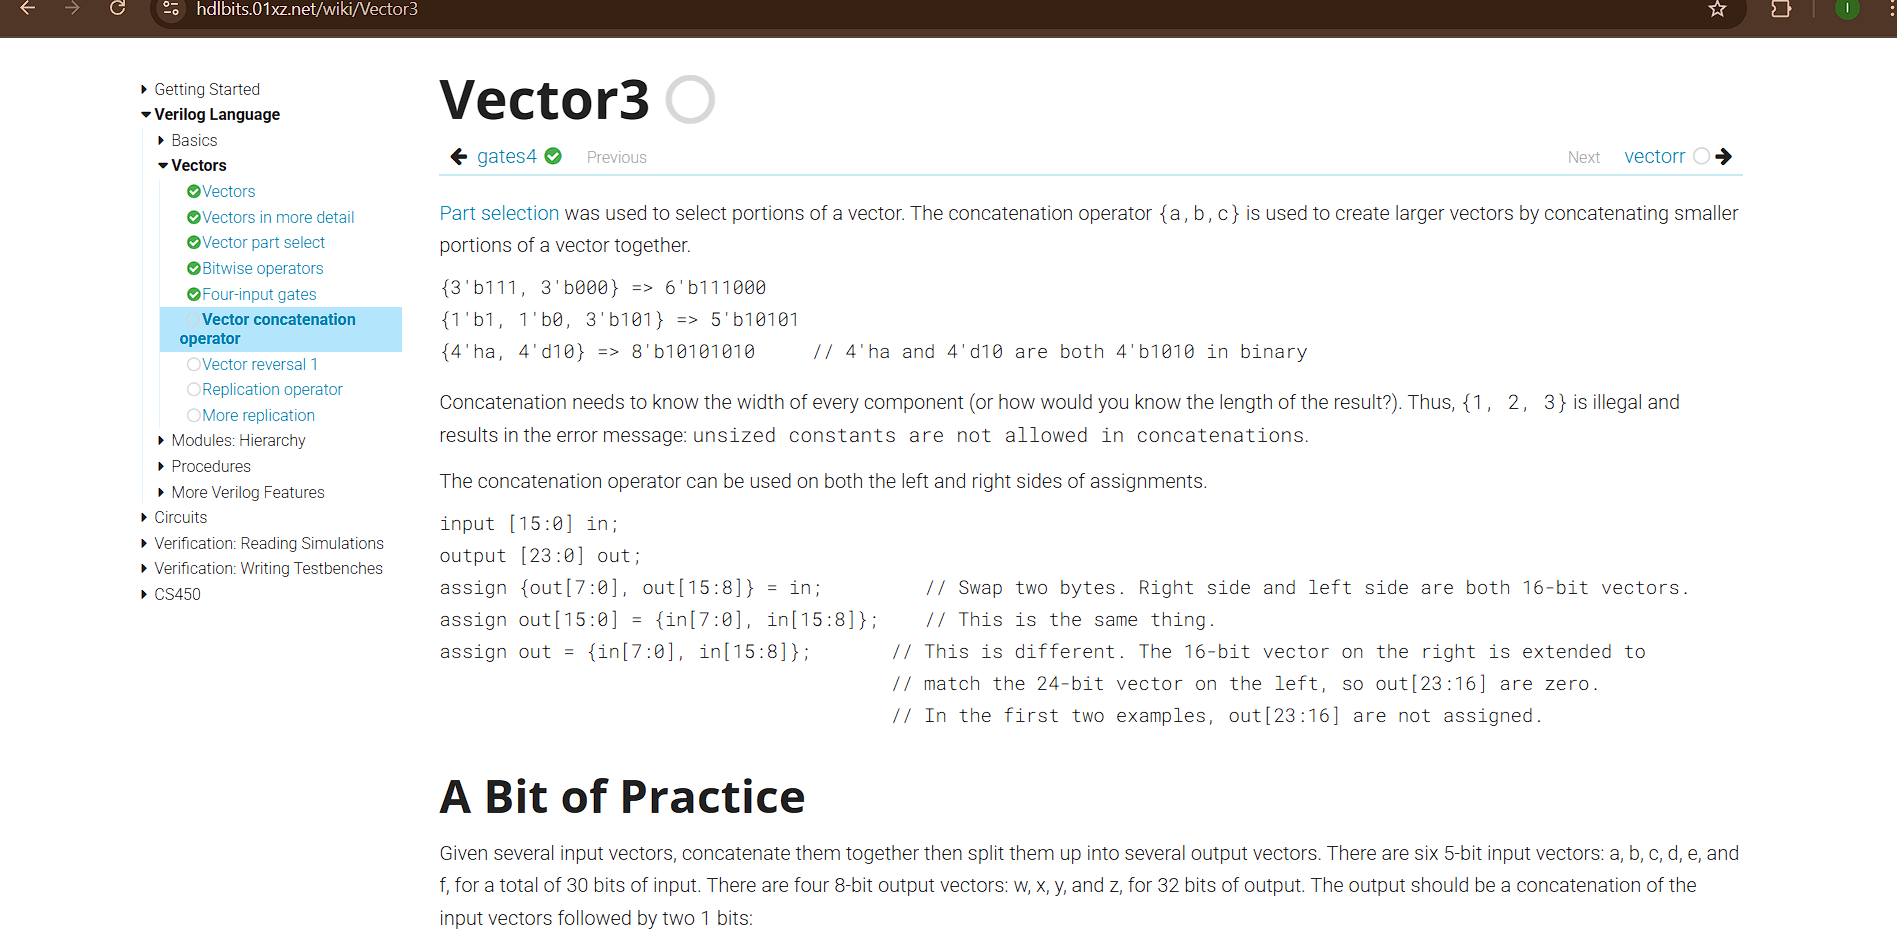 hdlbits.01xz.net/wiki/Vector3
I
Getting Started
Verilog Language
Basics
Vectors
Vectors
Vectors in more detail
Vector part select
Bitwise operators
Four-input gates
Vector concatenation
operator
Vector reversal 1
Replication operator
More replication
Modules: Hierarchy
Procedures
More Verilog Features
Circuits
Verification: Reading Simulations
Verification: Writing Testbenches
CS450
Vector3
gates4 Previous
Next vectorr
Part selection was used to select portions of a vector. The concatenation operator {a,b,c} is used to create larger vectors by concatenating smaller
portions of a vector together.
{3'b111, 3'b000} => 6'b111000
{1'b1, 1'b0, 3'b101} => 5'b10101
{4'ha, 4'd10} => 8'b10101010 // 4'ha and 4'd10 are both 4'b1010 in binary
Concatenation needs to know the width of every component (or how would you know the length of the result?). Thus, {1, 2, 3} is illegal and
results in the error message: unsized constants are not allowed in concatenations.
The concatenation operator can be used on both the left and right sides of assignments.
input [15:0] in;
output [23:0] out;
assign {out[7:0], out[15:8]} = in; // Swap two bytes. Right side and left side are both 16-bit vectors.
assign out[15:0] = {in[7:0], in[15:8]}; // This is the same thing.
assign out = {in[7:0], in[15:8]}; // This is different. The 16-bit vector on the right is extended to
// match the 24-bit vector on the left, so out[23:16] are zero.
// In the first two examples, out[23:16] are not assigned.
A Bit of Practice
Given several input vectors, concatenate them together then split them up into several output vectors. There are six 5-bit input vectors: a, b, c, d, e, and
f, for a total of 30 bits of input. There are four 8-bit output vectors: w, x, y, and z, for 32 bits of output. The output should be a concatenation of the
input vectors followed by two 1 bits: